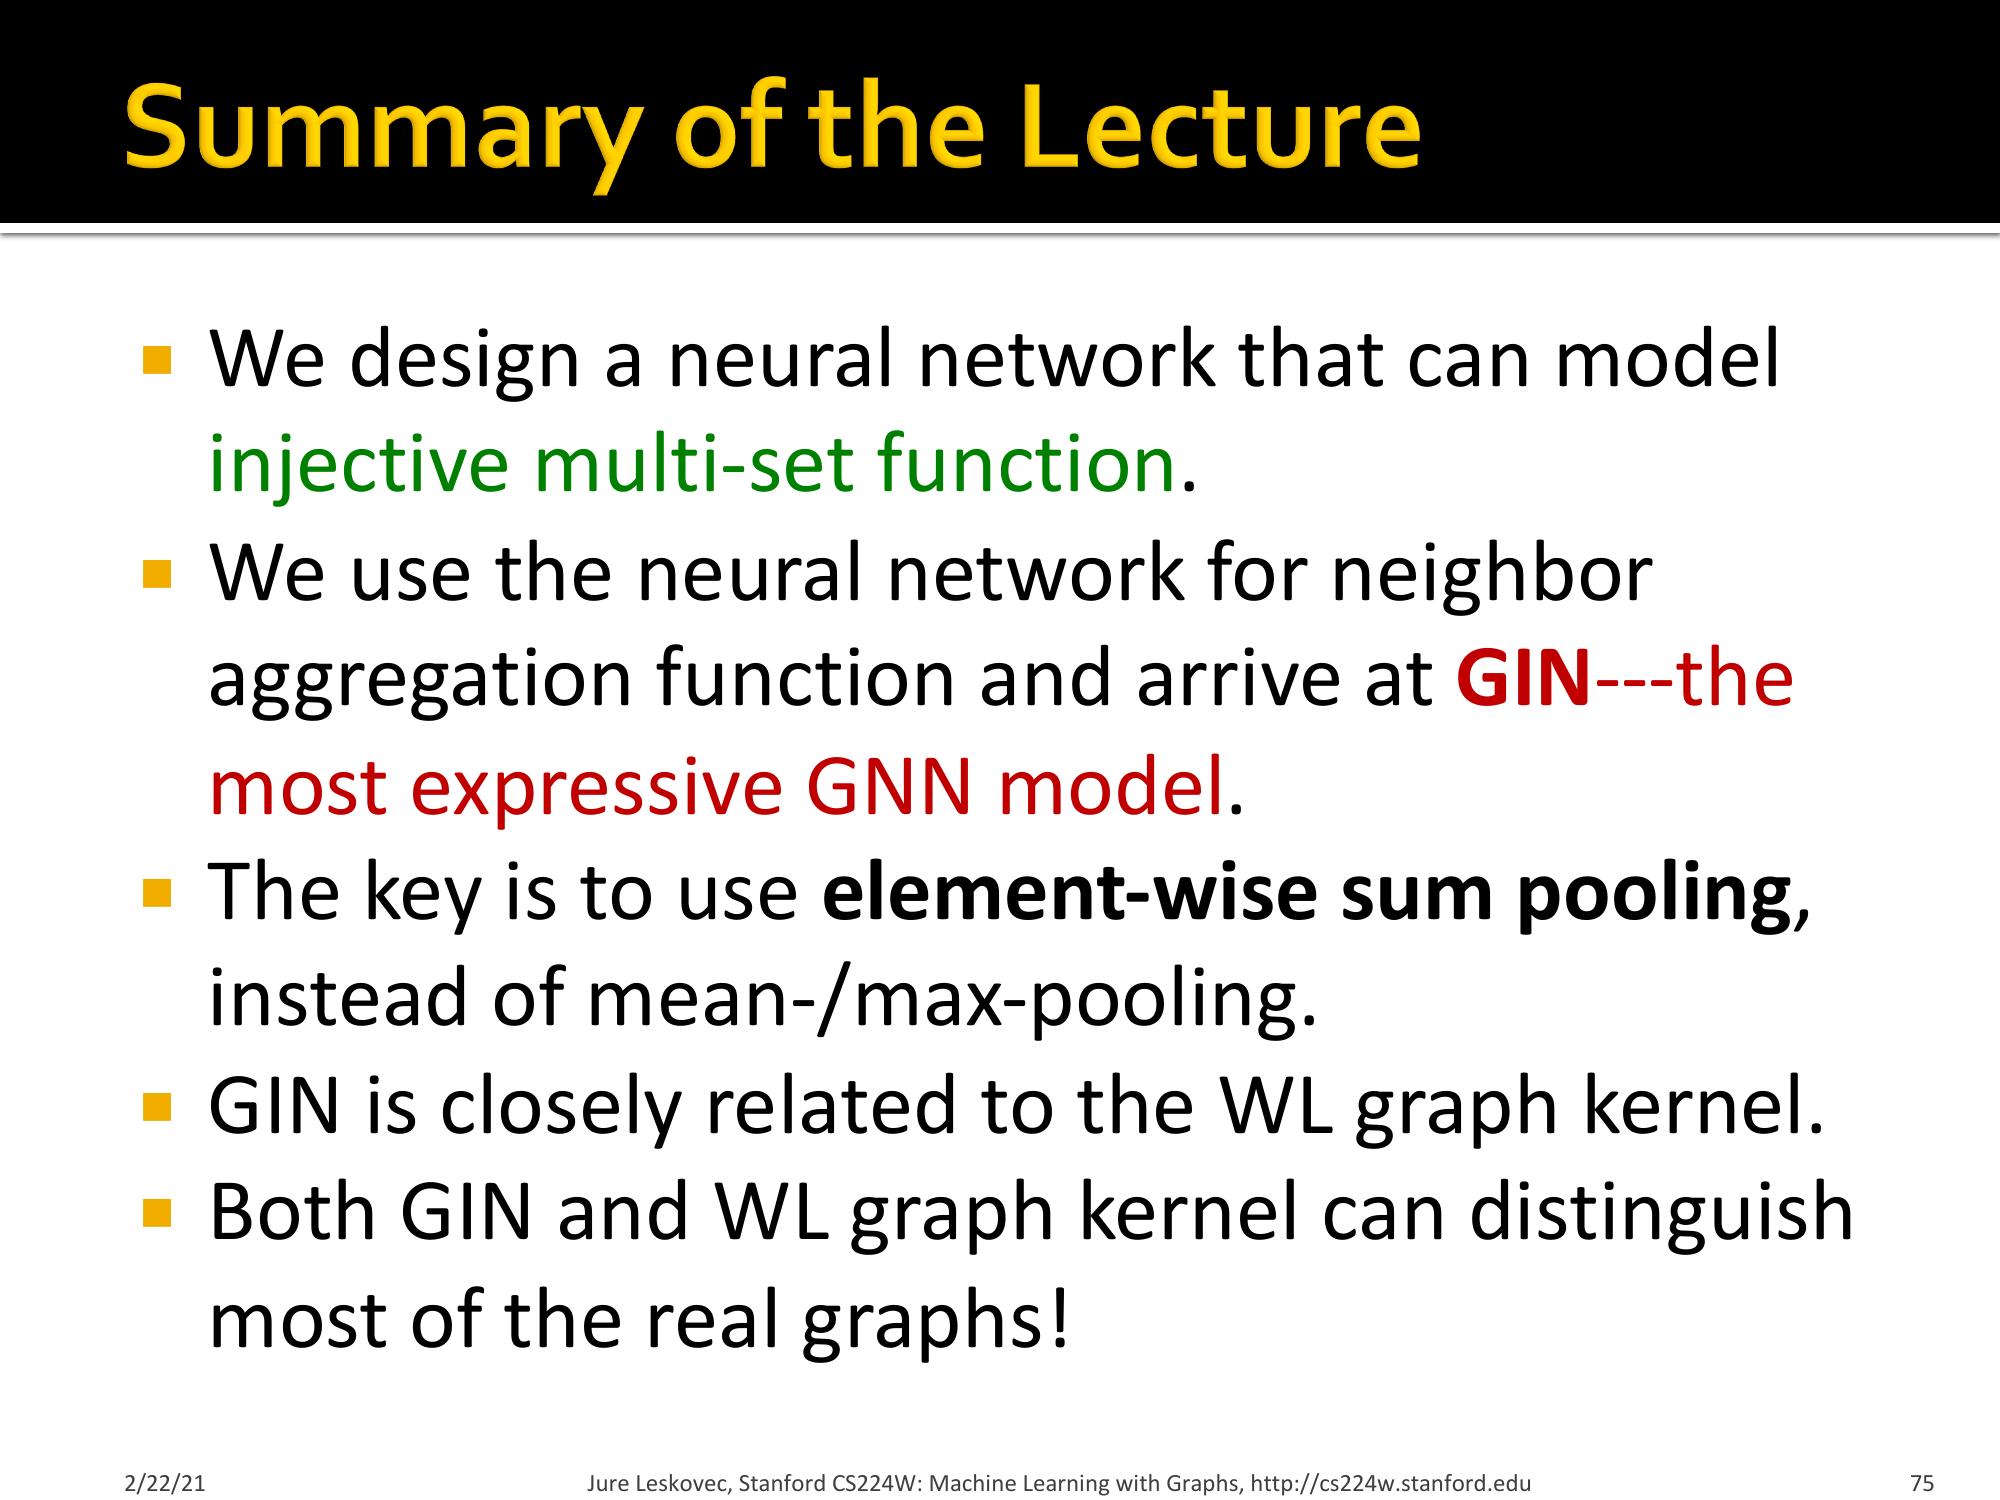 Summary of the Lecture
We design a neural network that can model
injective multi-set function.
We use the neural network for neighbor
aggregation function and arrive at GIN---the
most expressive GNN model.
The key is to use element-wise sum pooling,
instead of mean-/max-pooling.
GIN is closely related to the WL graph kernel.
Both GIN and WL graph kernel can distinguish
most of the real graphs!
2/22/21
Jure Leskovec, Stanford CS224W: Machine Learning with Graphs, http://cs224w.stanford.edu
75